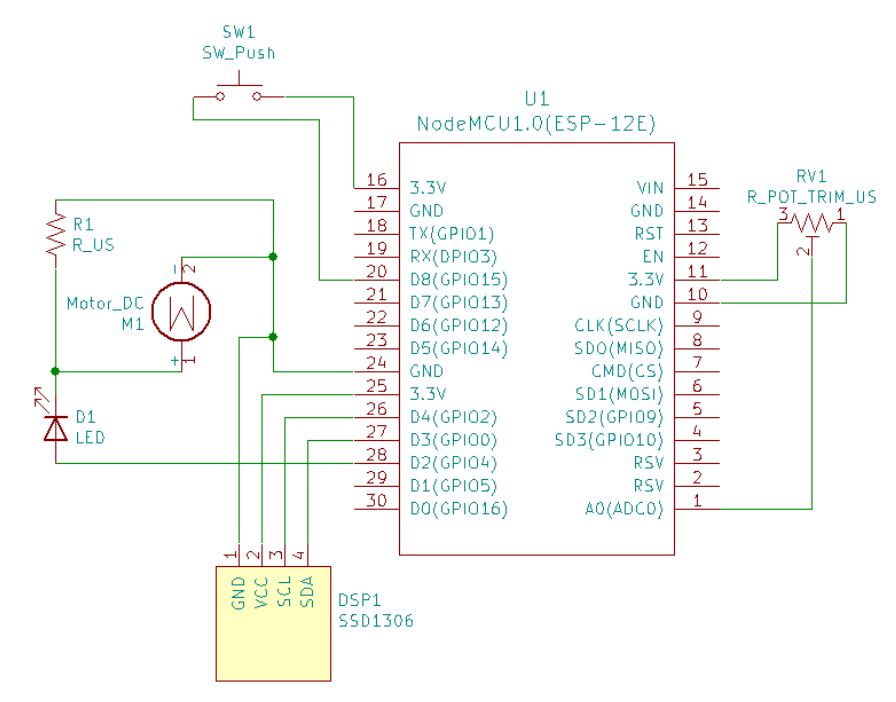 SW1
SW_Push
U1
NodeMCU1.0(ESP-12E)
RV1
R_POT_TRIM_US
3
1
2
R1
R_US
Motor_DC
M1
-
2
+
1
D1
LED
16 3.3V
17 GND
18 TX(GPIO1)
19 RX(DPIO3)
20 D8(GPIO15)
21 D7(GPIO13)
22 D6(GPIO12)
23 D5(GPIO14)
24 GND
25 3.3V
26 D4(GPIO2)
27 D3(GPIO0)
28 D2(GPIO4)
29 D1(GPIO5)
30 D0(GPIO16)
VIN 15
GND 14
RST 13
EN 12
3.3V 11
GND 10
CLK(SCLK) 9
SD0(MISO) 8
CMD(CS) 7
SD1(MOSI) 6
SD2(GPIO9) 5
SD3(GPIO10) 4
RSV 3
RSV 2
A0(ADC0) 1
1 GND
2 VCC
3 SCL
4 SDA
DSP1
SSD1306